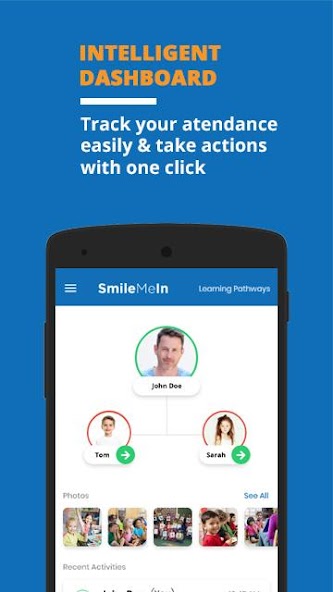 INTELLIGENT
DASHBOARD
Track your atendance
easily & take actions
with one click
SmileMeIn Learning Pathways
John Doe
Tom Sarah
Photos See All
Recent Activities